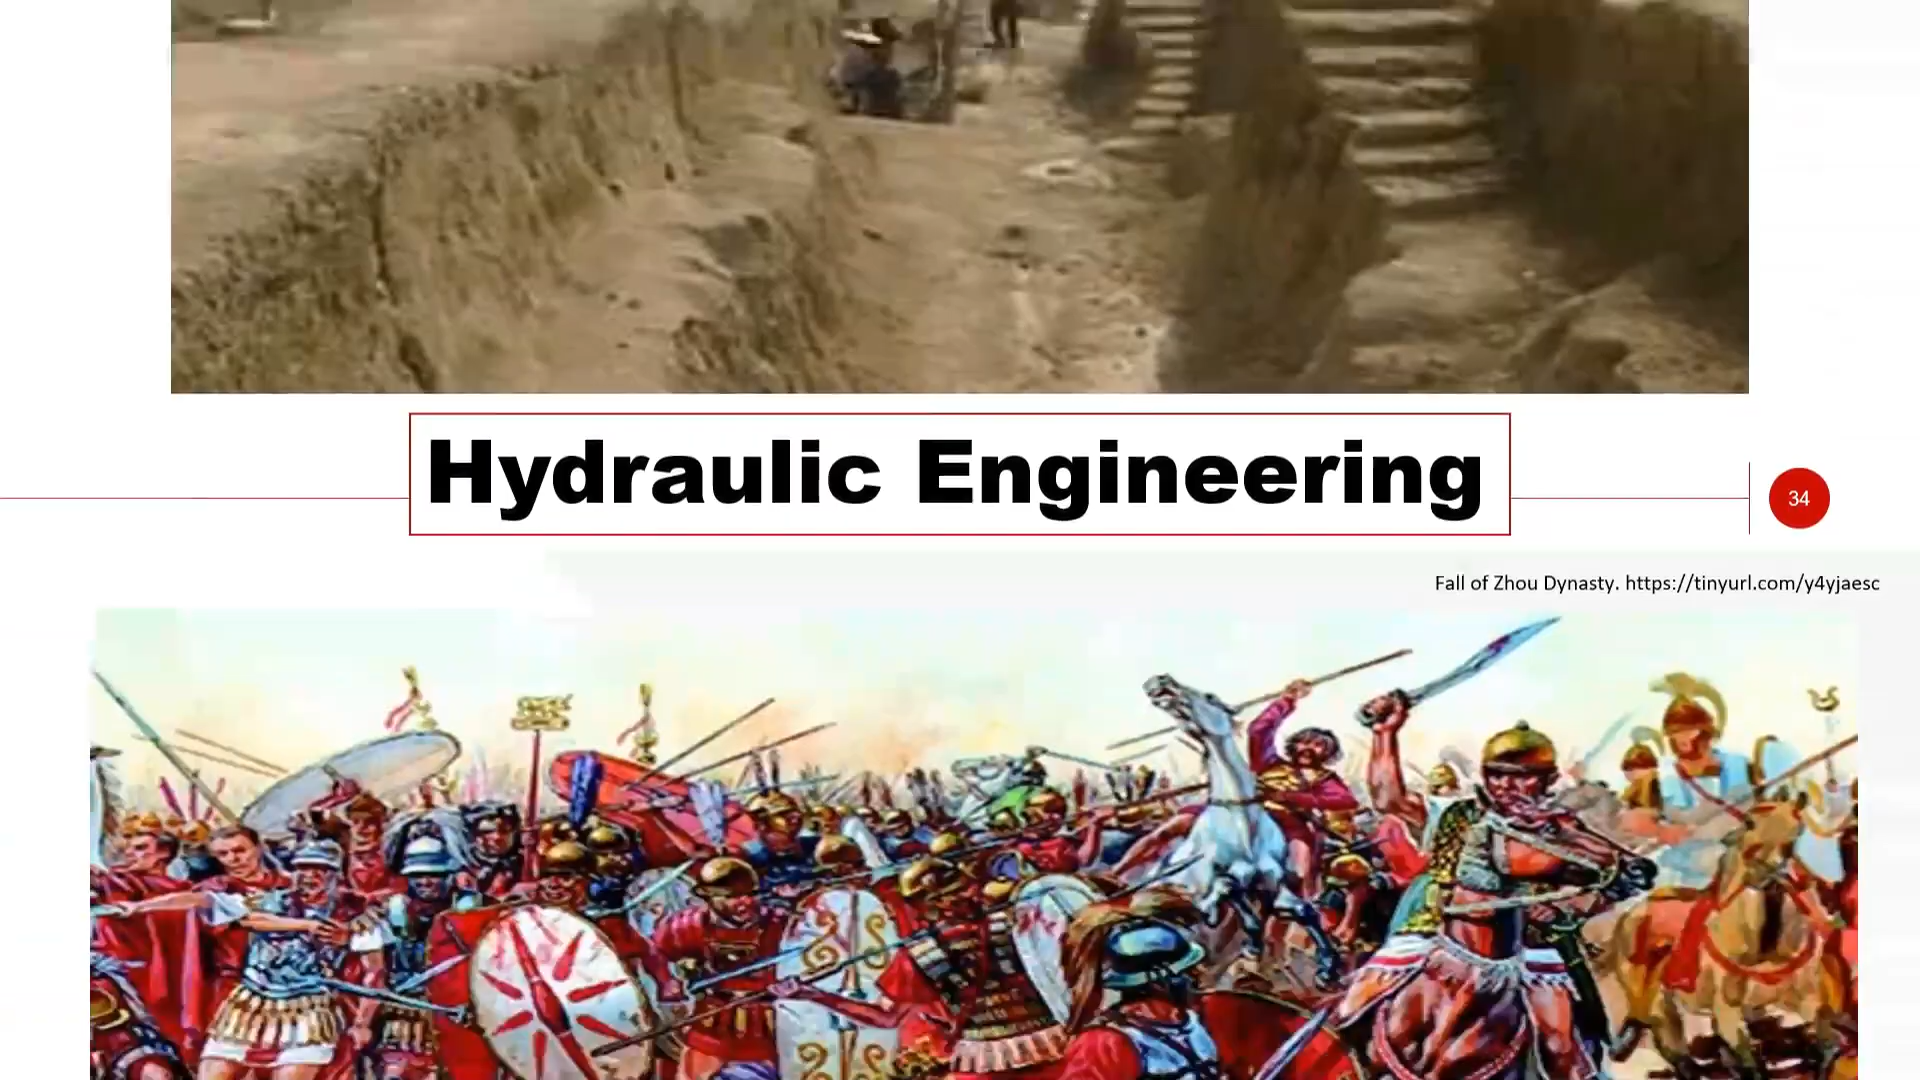 Hydraulic Engineering
34
Fall of Zhou Dynasty. https://tinyurl.com/y4yjaesc